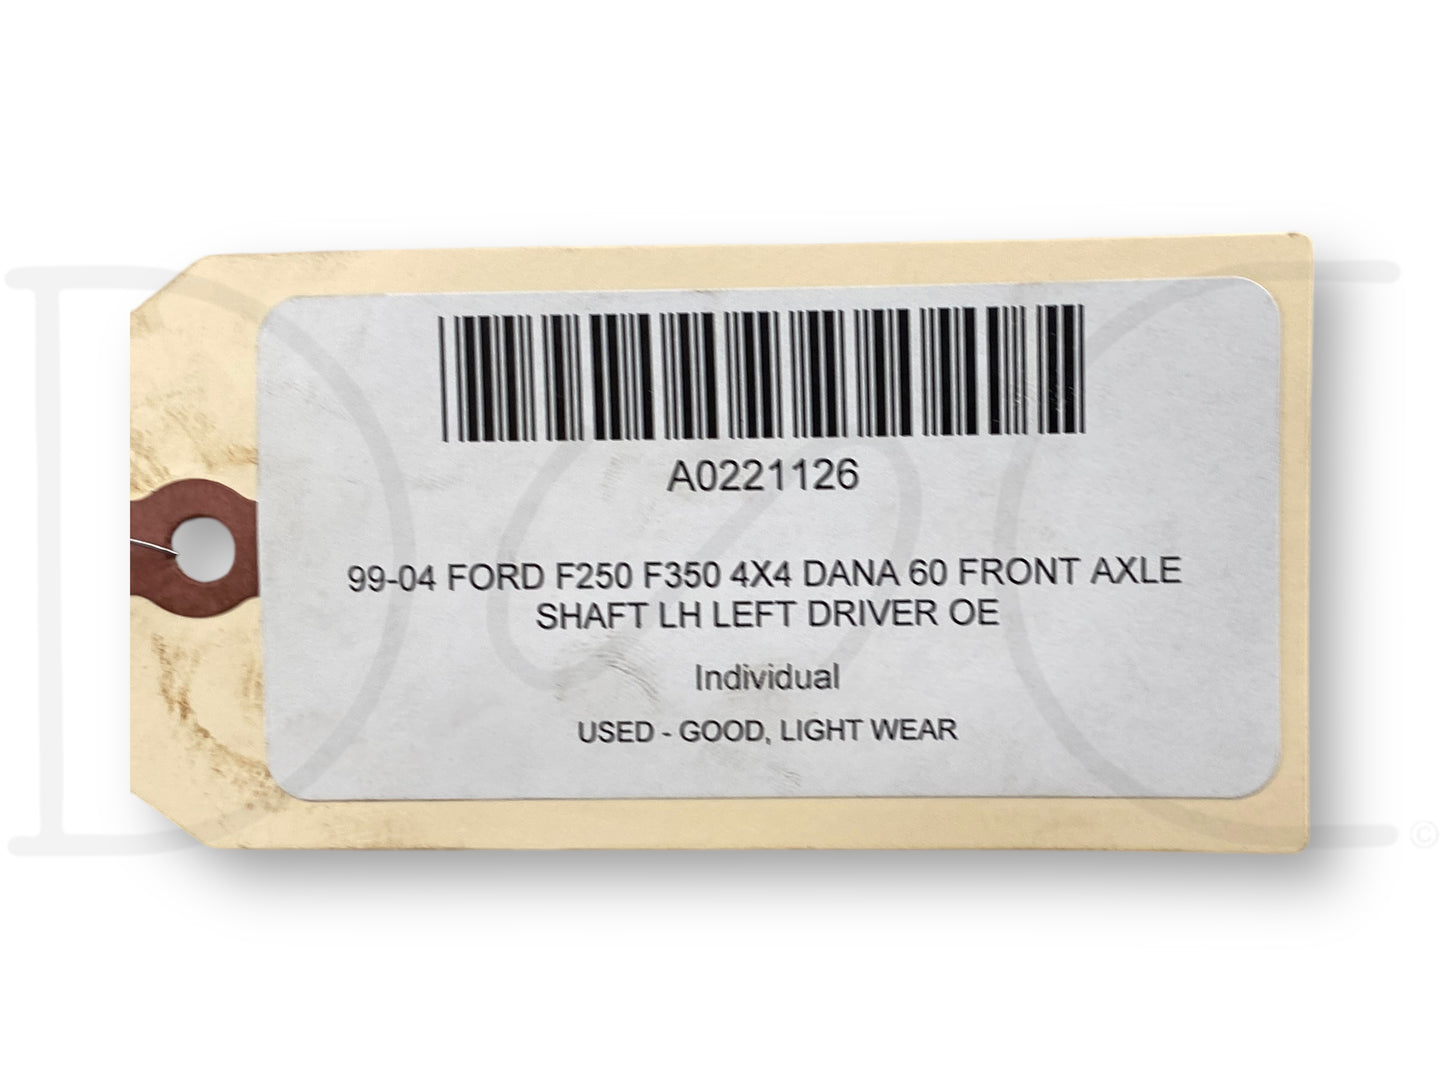 A0221126
99-04 FORD F250 F350 4X4 DANA 60 FRONT AXLE
SHAFT LH LEFT DRIVER OE
Individual
USED - GOOD, LIGHT WEAR
©